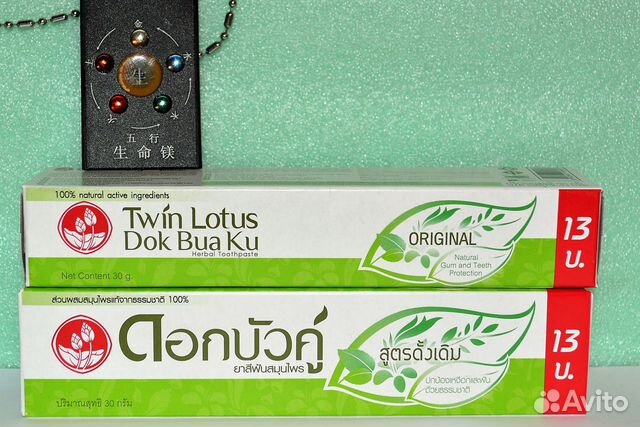 金
生
五行
生命镁
100% natural active ingredients
Twin Lotus
Dok Bua Ku
Herbal Toothpaste
Net Content 30 g.
ORIGINAL
Natural
Gum and Teeth
Protection
13
บ.
ส่วนผสมสมุนไพรแท้จากธรรมชาติ 100%
ดอกบัวคู่
ยาสีฟันสมุนไพร
ปริมาณสุทธิ 30 กรัม
สูตรดั้งเดิม
ปกป้องเหงือกและฟัน
ด้วยธรรมชาติ
13
บ.
Avito